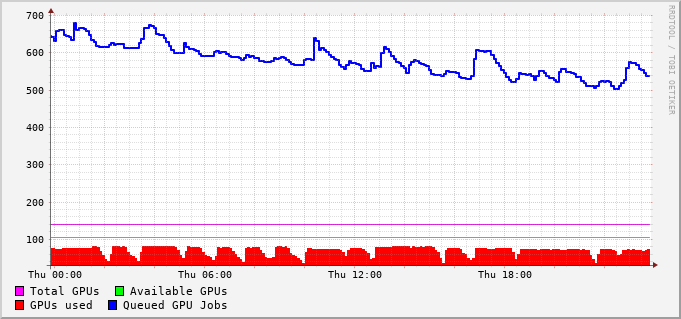 700
600
500
400
300
200
100
Thu 00:00 Thu 06:00 Thu 12:00 Thu 18:00
Total GPUs Available GPUs
GPUs used Queued GPU Jobs
RRDTOOL / TOBI OETIKER